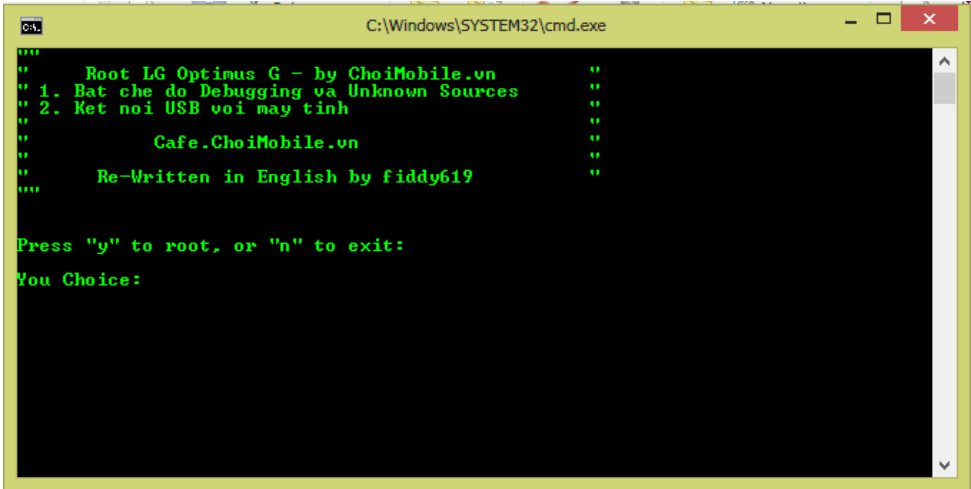 C:\Windows\SYSTEM32\cmd.exe
""
" Root LG Optimus G - by ChoiMobile.vn "
" 1. Bat che do Debugging va Unknown Sources "
" 2. Ket noi USB voi may tinh "
" "
" Cafe.ChoiMobile.vn "
" "
" Re-Written in English by fiddy619 "
""
Press "y" to root, or "n" to exit:
You Choice: